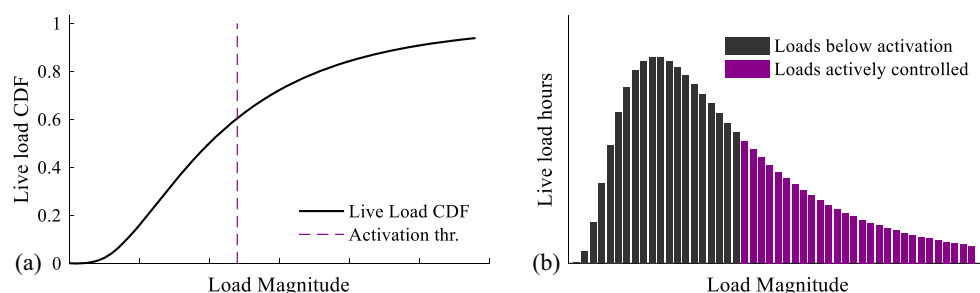 1
0.8
0.6
0.4
0.2
0
Live load CDF
Live Load CDF
Activation thr.
(a)
Load Magnitude
Live load hours
Loads below activation
Loads actively controlled
(b)
Load Magnitude